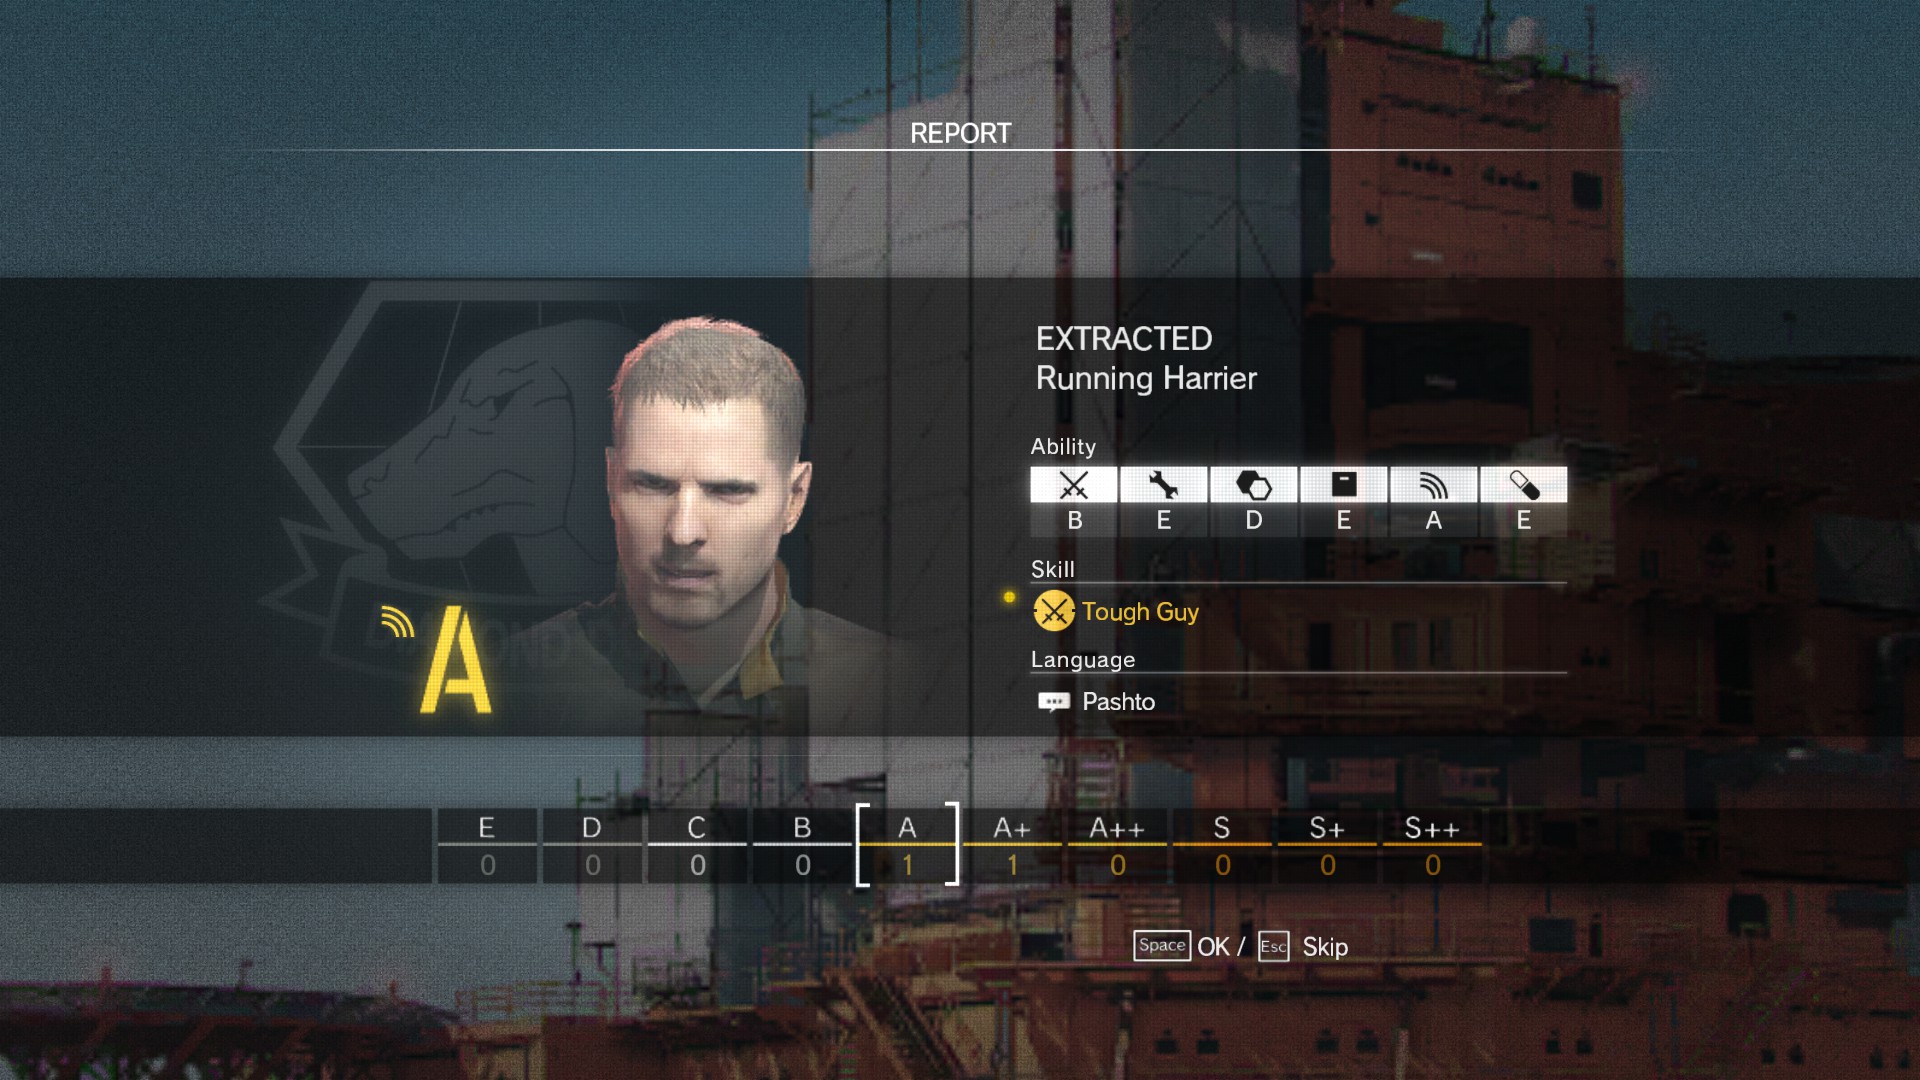 REPORT
EXTRACTED
Running Harrier
Ability
B E D E A E
Skill
Tough Guy
Language
Pashto
A
E D C B A A+ A++ S S+ S++
0 0 0 0 1 1 0 0 0 0
Space OK / Esc Skip